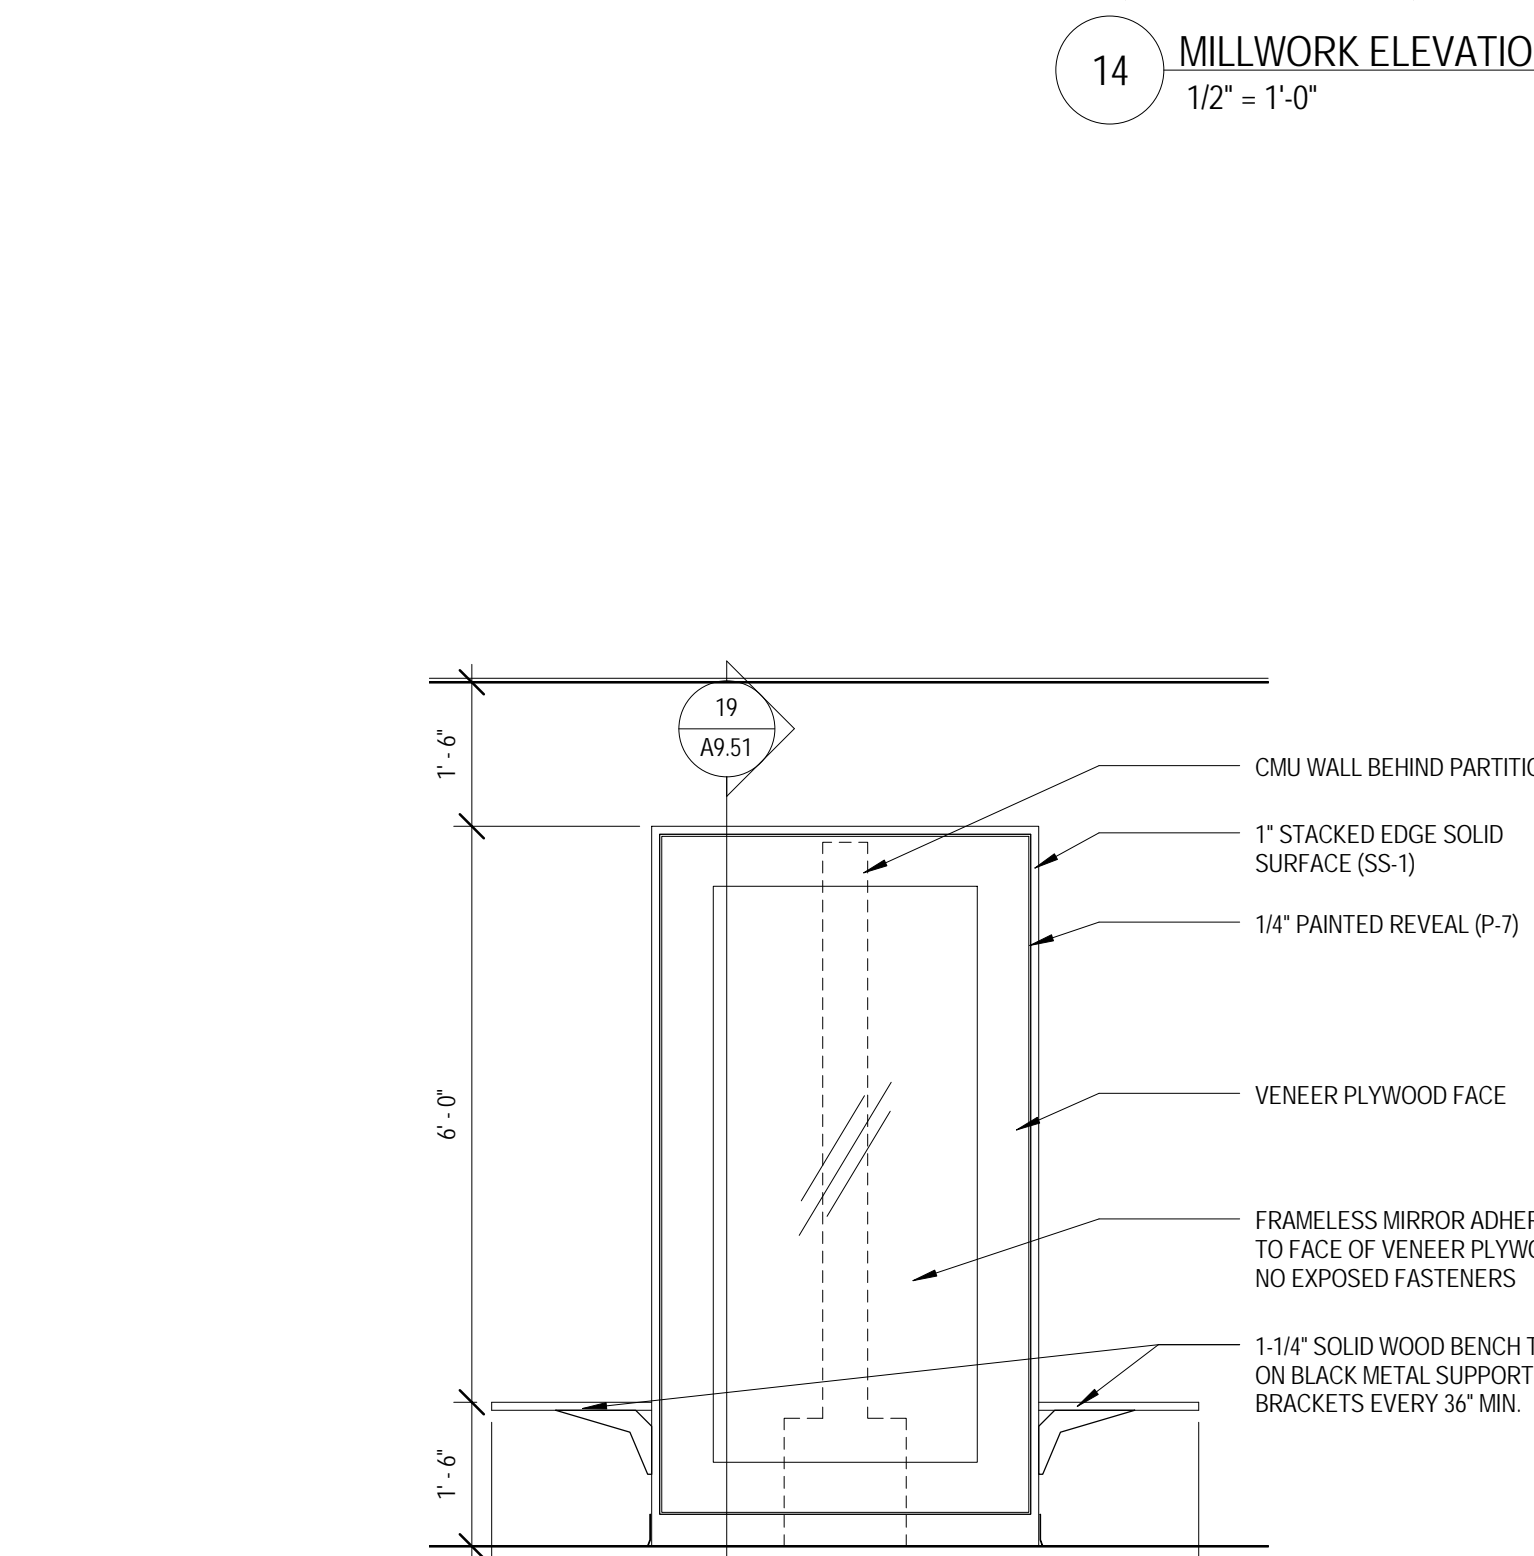 14
MILLWORK ELEVATIO
1/2" = 1'-0"
19
A9.51
1' - 6"
CMU WALL BEHIND
1" STACKED EDGE SOLID
SURFACE (SS-1)
1/4" PAINTED REVEAL (P-7)
6' - 0"
VENEER PLYWOOD FACE
FRAMELESS MIRROR
TO FACE OF VENEER
NO EXPOSED FASTENERS
1-1/4" SOLID WOOD BENCH
ON BLACK METAL SUPPORT
BRACKETS EVERY 36" MIN.
1' - 6"